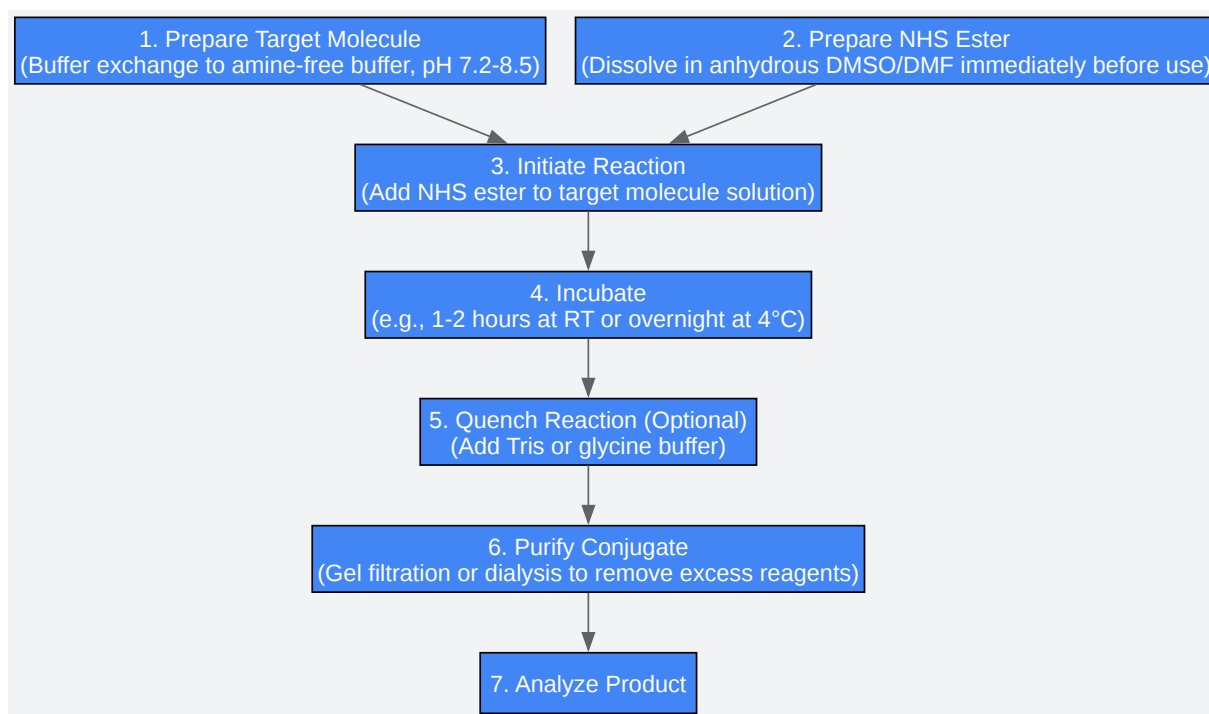 1. Prepare Target Molecule
(Buffer exchange to amine-free buffer, pH 7.2-8.5)
2. Prepare NHS Ester
(Dissolve in anhydrous DMSO/DMF immediately before use)
3. Initiate Reaction
(Add NHS ester to target molecule solution)
4. Incubate
(e.g., 1-2 hours at RT or overnight at 4°C)
5. Quench Reaction (Optional)
(Add Tris or glycine buffer)
6. Purify Conjugate
(Gel filtration or dialysis to remove excess reagents)
7. Analyze Product